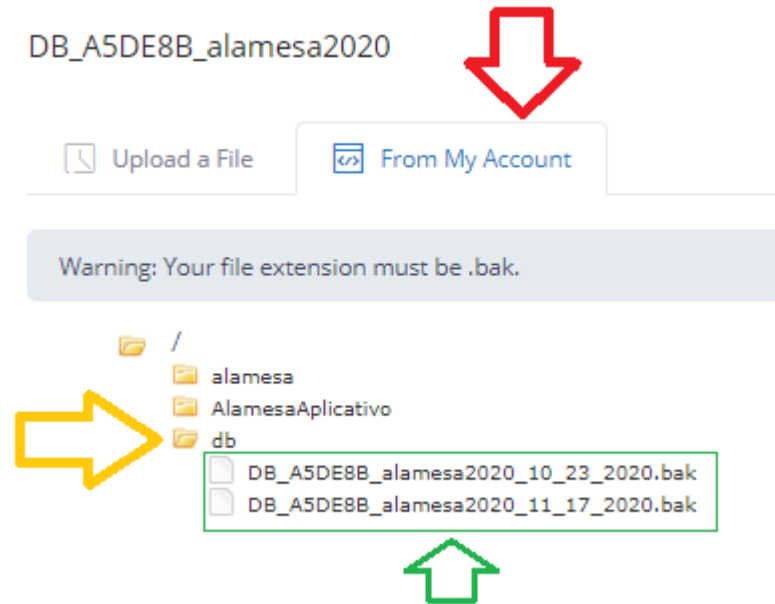 DB_A5DE8B_alamesa2020
Upload a File
From My Account
Warning: Your file extension must be .bak.
/
alamesa
AlamesaAplicativo
db
DB_A5DE8B_alamesa2020_10_23_2020.bak
DB_A5DE8B_alamesa2020_11_17_2020.bak